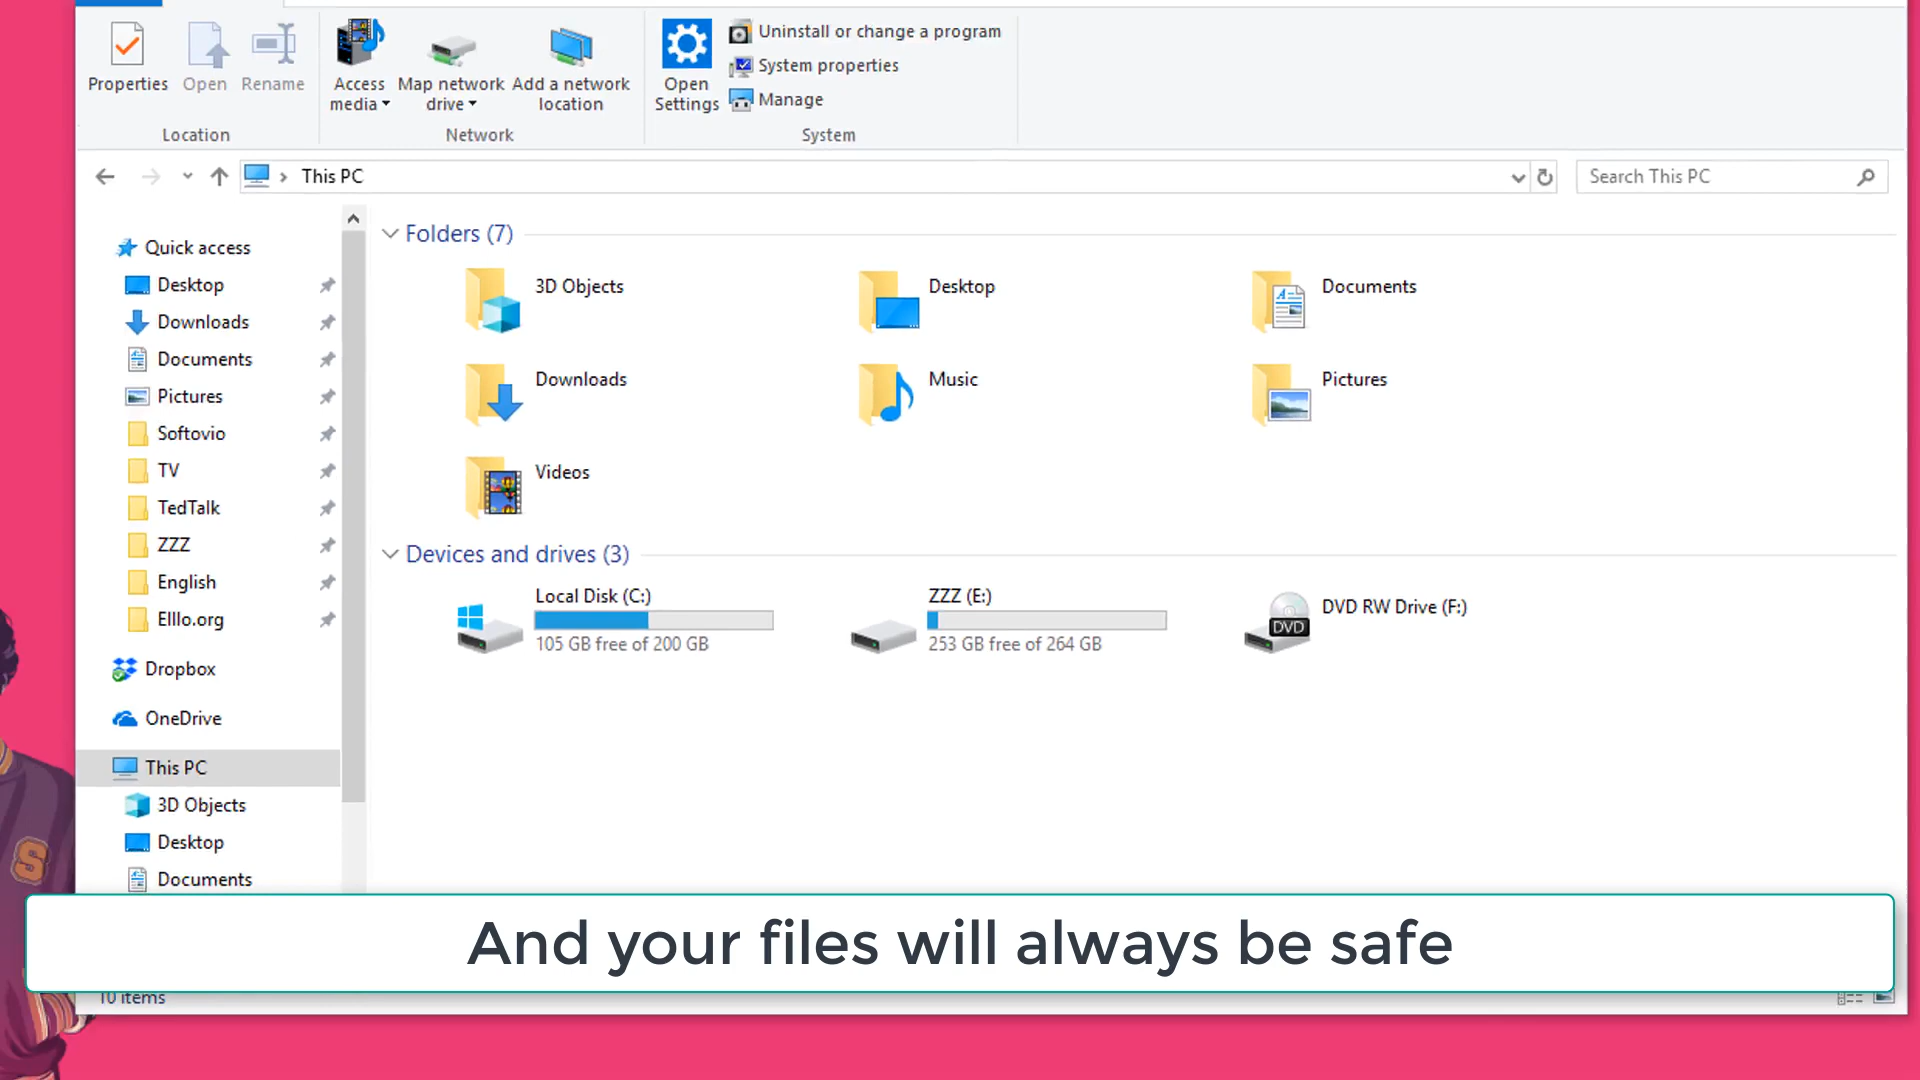 Properties
Open
Rename
Access media
Map network drive
Add a network location
Open Settings
Uninstall or change a program
System properties
Manage
Location
Network
System
This PC
Search This PC
Quick access
Desktop
Downloads
Documents
Pictures
Softovio
TV
TedTalk
ZZZ
English
Elllo.org
Dropbox
OneDrive
This PC
3D Objects
Desktop
Documents
Folders (7)
3D Objects
Desktop
Documents
Downloads
Music
Pictures
Videos
Devices and drives (3)
Local Disk (C:)
105 GB free of 200 GB
ZZZ (E:)
253 GB free of 264 GB
DVD
DVD RW Drive (F:)
S
And your files will always be safe
10 items